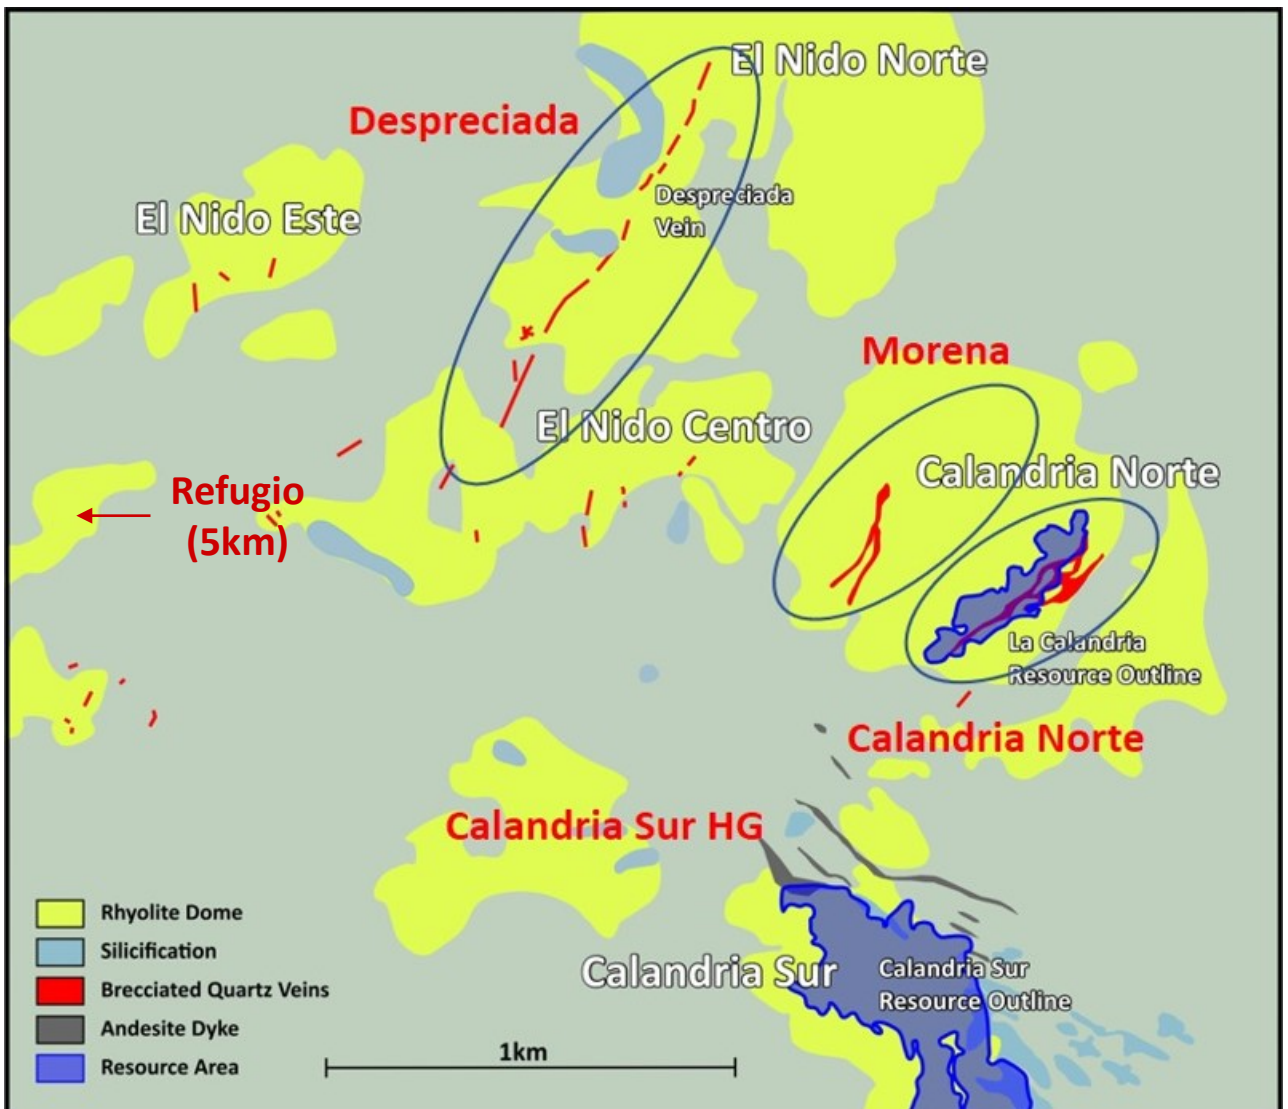 El Nido Norte
Despreciada
Despreciada
Vein
El Nido Este
Morena
El Nido Centro
Calandria Norte
Refugio
(5km)
La Calandria
Resource Outline
Calandria Norte
Calandria Sur HG
Rhyolite Dome
Silicification
Brecciated Quartz Veins
Andesite Dyke
Resource Area
Calandria Sur
Calandria Sur
Resource Outline
1km